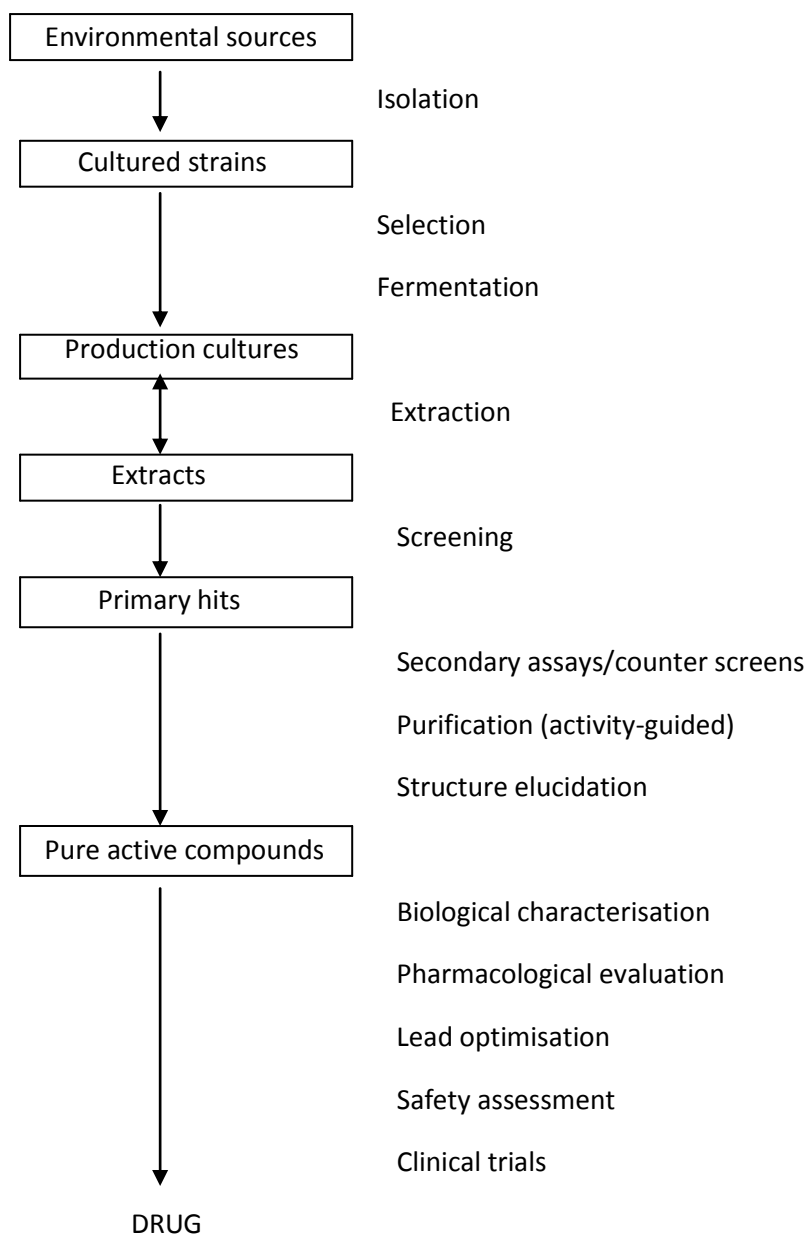 Environmental sources
Isolation
Cultured strains
Selection
Fermentation
Production cultures
Extraction
Extracts
Screening
Primary hits
Secondary assays/counter screens
Purification (activity-guided)
Structure elucidation
Pure active compounds
Biological characterisation
Pharmacological evaluation
Lead optimisation
Safety assessment
Clinical trials
DRUG